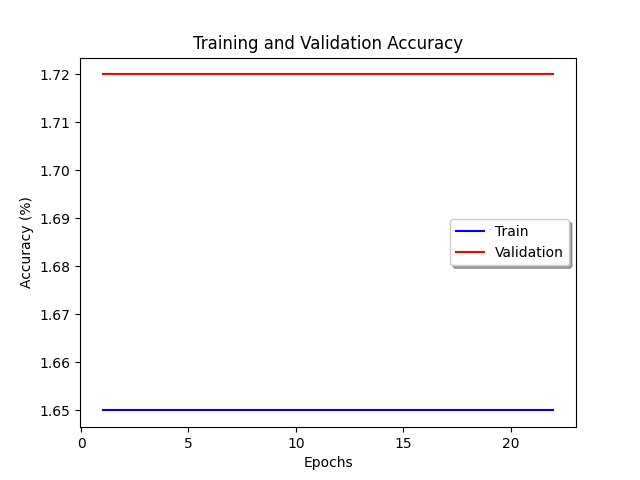 Training and Validation Accuracy
1.72
1.71
1.70
1.69
1.68
1.67
1.66
1.65
Accuracy (%)
Train
Validation
0 5 10 15 20
Epochs